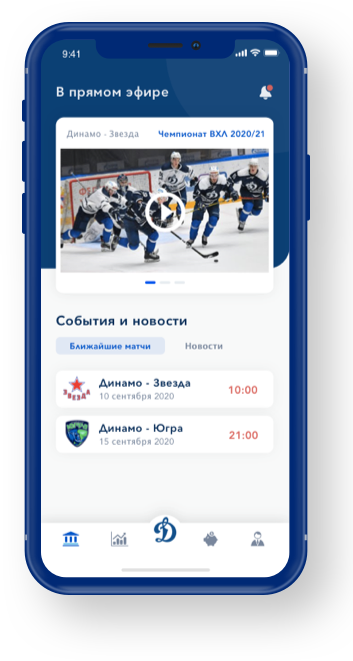 9:41
В прямом эфире
Динамо - Звезда
Чемпионат ВХЛ 2020/21
События и новости
Ближайшие матчи
Новости
Динамо - Звезда
10:00
10 сентября 2020
ЗВЕЗДА
Динамо - Югра
21:00
15 сентября 2020
ЮГРА
Д